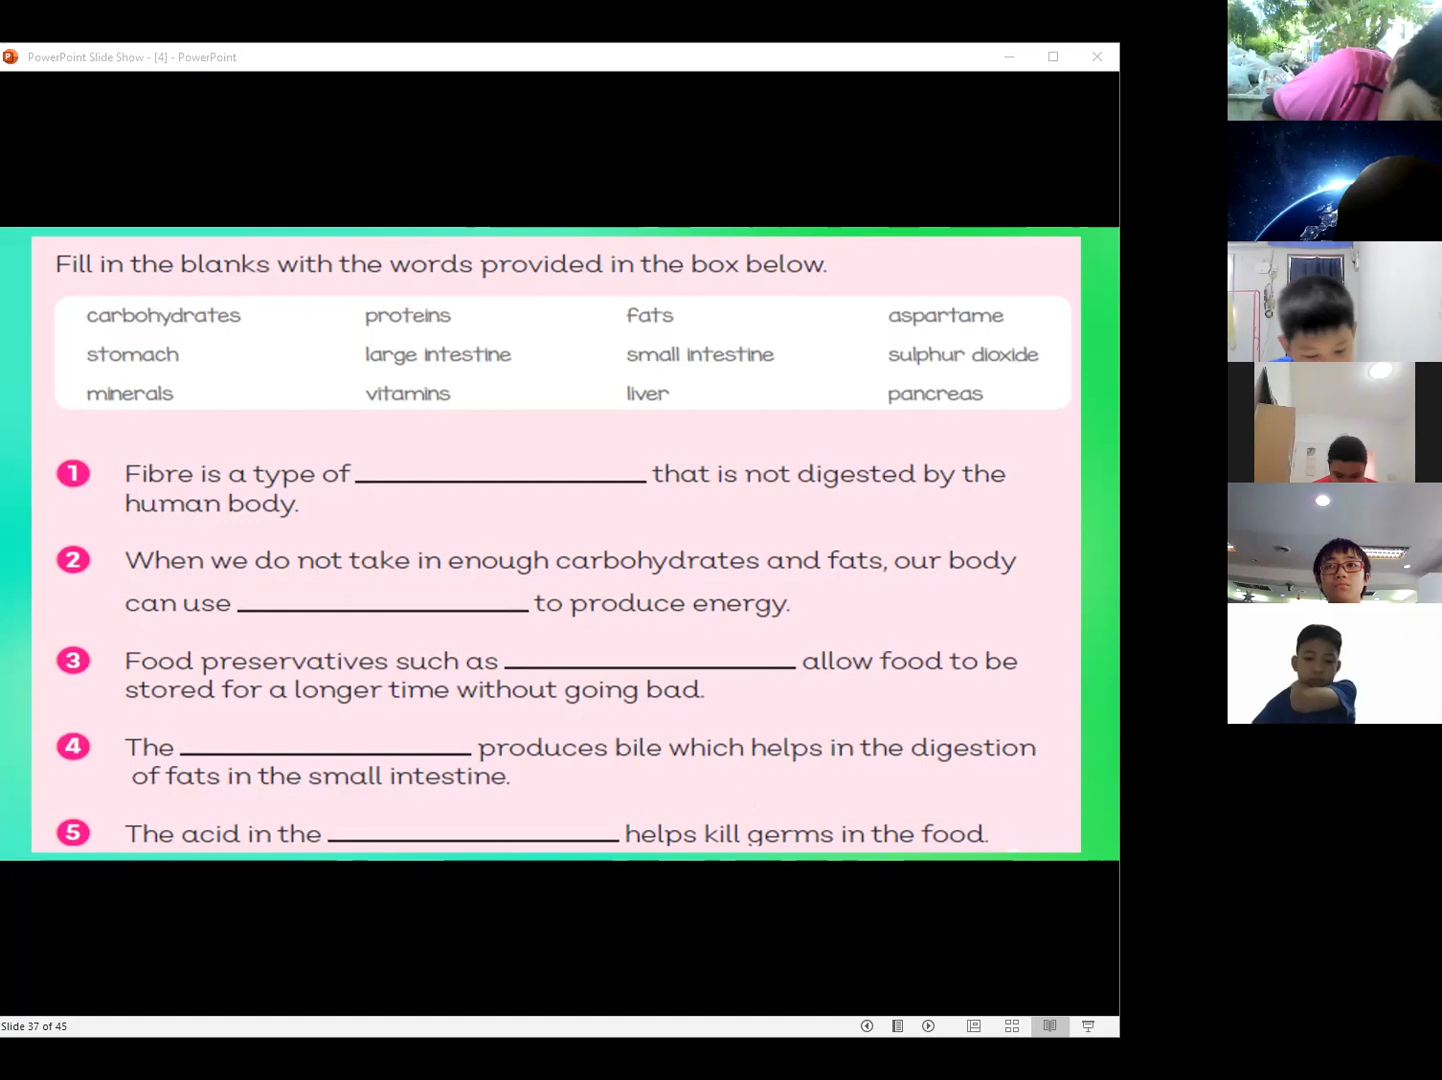 PowerPoint Slide Show - [4] - PowerPoint
Fill in the blanks with the words provided in the box below.
carbohydrates proteins fats aspartame
stomach large intestine small intestine sulphur dioxide
minerals vitamins liver pancreas
1 Fibre is a type of ____________________ that is not digested by the
human body.
2 When we do not take in enough carbohydrates and fats, our body
can use ____________________ to produce energy.
3 Food preservatives such as ____________________ allow food to be
stored for a longer time without going bad.
4 The ____________________ produces bile which helps in the digestion
of fats in the small intestine.
5 The acid in the ____________________ helps kill germs in the food.
Slide 37 of 45